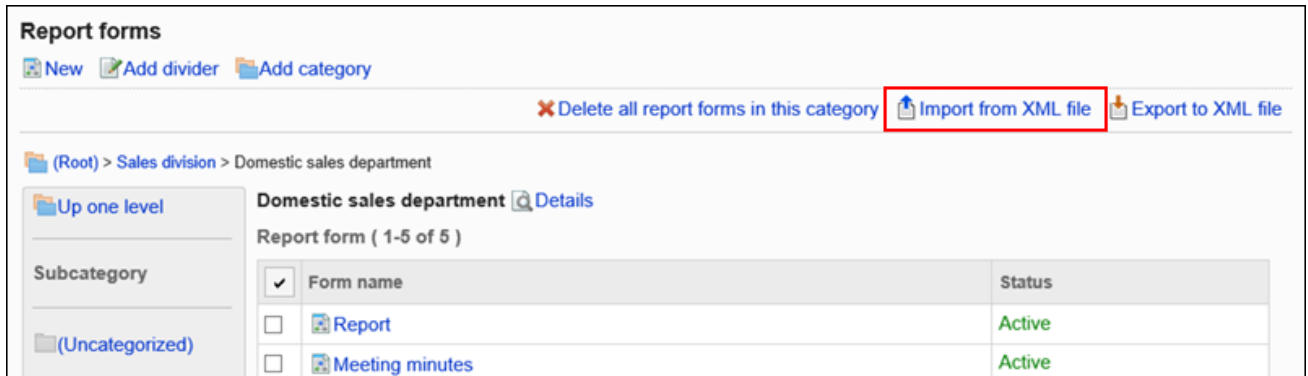 Report forms
New Add divider Add category
Delete all report forms in this category Import from XML file Export to XML file
(Root) > Sales division > Domestic sales department
Up one level
Domestic sales department Details
Report form ( 1-5 of 5 )
Subcategory
Form name Status
Report Active
(Uncategorized)
Meeting minutes Active